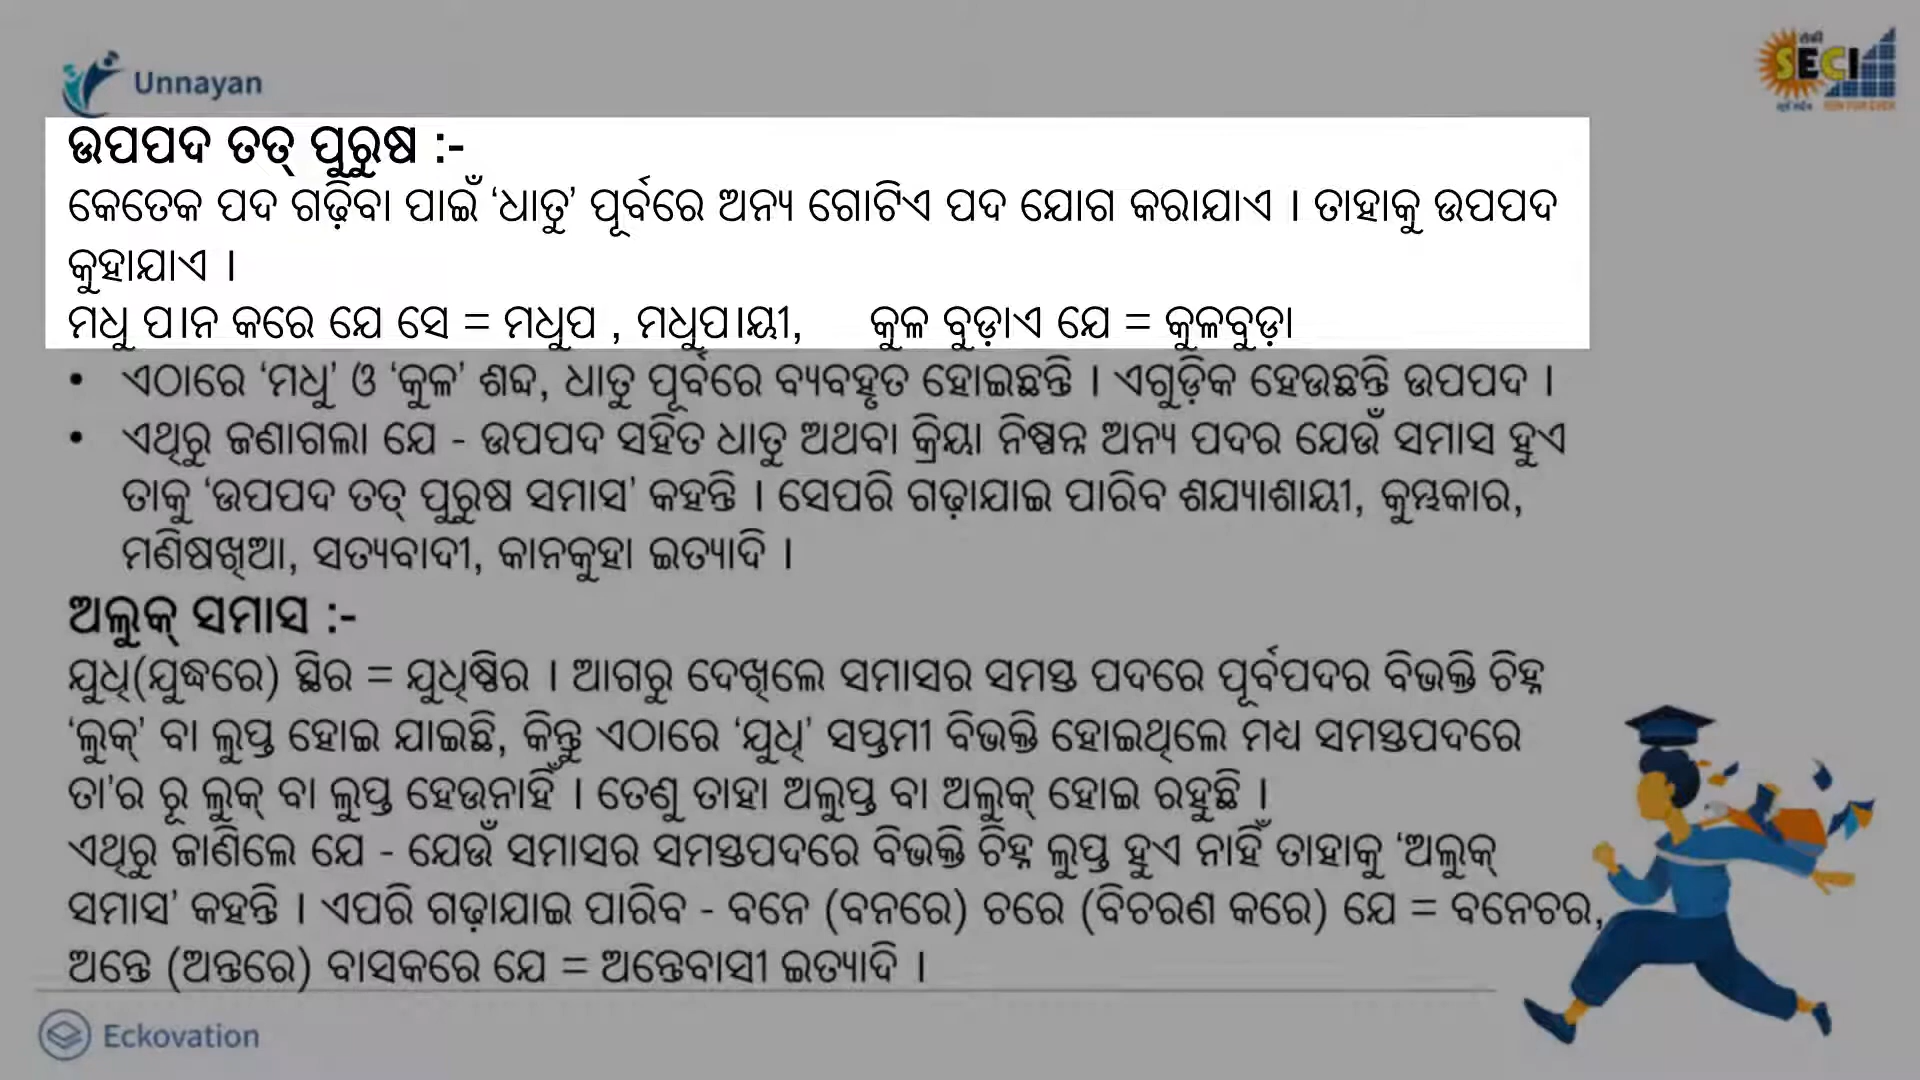 Unnayan
SECI
ଉପପଦ ତତ୍ ପୁରୁଷ :-
କେତେକ ପଦ ଗଢ଼ିବା ପାଇଁ ‘ଧାତୁ’ ପୂର୍ବରେ ଅନ୍ୟ ଗୋଟିଏ ପଦ ଯୋଗ କରାଯାଏ । ତାହାକୁ ଉପପଦ
କୁହାଯାଏ ।
ମଧୁ ପାନ କରେ ଯେ ସେ = ମଧୁପ , ମଧୁପାୟୀ, କୁଳ ବୁଡ଼ାଏ ଯେ = କୁଳବୁଡ଼ା
• ଏଠାରେ ‘ମଧୁ’ ଓ ‘କୁଳ’ ଶବ୍ଦ, ଧାତୁ ପୂର୍ବରେ ବ୍ୟବହୃତ ହୋଇଛନ୍ତି । ଏଗୁଡ଼ିକ ହେଉଛନ୍ତି ଉପପଦ ।
• ଏଥିରୁ ଜଣାଗଲା ଯେ - ଉପପଦ ସହିତ ଧାତୁ ଅଥବା କ୍ରିୟା ନିଷ୍ପନ୍ନ ଅନ୍ୟ ପଦର ଯେଉଁ ସମାସ ହୁଏ
ତାକୁ ‘ଉପପଦ ତତ୍ ପୁରୁଷ ସମାସ’ କହନ୍ତି । ସେପରି ଗଢ଼ାଯାଇ ପାରିବ ଶଯ୍ୟାଶାୟୀ, କୁମ୍ଭକାର,
ମଣିଷଖିଆ, ସତ୍ୟବାଦୀ, କାନକୁହା ଇତ୍ୟାଦି ।
ଅଲୁକ୍ ସମାସ :-
ଯୁଧି(ଯୁଦ୍ଧରେ) ସ୍ଥିର = ଯୁଧିଷ୍ଠିର । ଆଗରୁ ଦେଖିଲେ ସମାସର ସମସ୍ତ ପଦରେ ପୂର୍ବପଦର ବିଭକ୍ତି ଚିହ୍ନ
‘ଲୁକ୍’ ବା ଲୁପ୍ତ ହୋଇ ଯାଇଛି, କିନ୍ତୁ ଏଠାରେ ‘ଯୁଧି’ ସପ୍ତମୀ ବିଭକ୍ତି ହୋଇଥିଲେ ମଧ୍ୟ ସମସ୍ତପଦରେ
ତା’ର ରୂ ଲୁକ୍ ବା ଲୁପ୍ତ ହେଉନାହିଁ । ତେଣୁ ତାହା ଅଲୁପ୍ତ ବା ଅଲୁକ୍ ହୋଇ ରହୁଛି ।
ଏଥିରୁ ଜାଣିଲେ ଯେ - ଯେଉଁ ସମାସର ସମସ୍ତପଦରେ ବିଭକ୍ତି ଚିହ୍ନ ଲୁପ୍ତ ହୁଏ ନାହିଁ ତାହାକୁ ‘ଅଲୁକ୍
ସମାସ’ କହନ୍ତି । ଏପରି ଗଢ଼ାଯାଇ ପାରିବ - ବନେ (ବନରେ) ଚରେ (ବିଚରଣ କରେ) ଯେ = ବନେଚର,
ଅନ୍ତେ (ଅନ୍ତରେ) ବାସକରେ ଯେ = ଅନ୍ତେବାସୀ ଇତ୍ୟାଦି ।
Eckovation